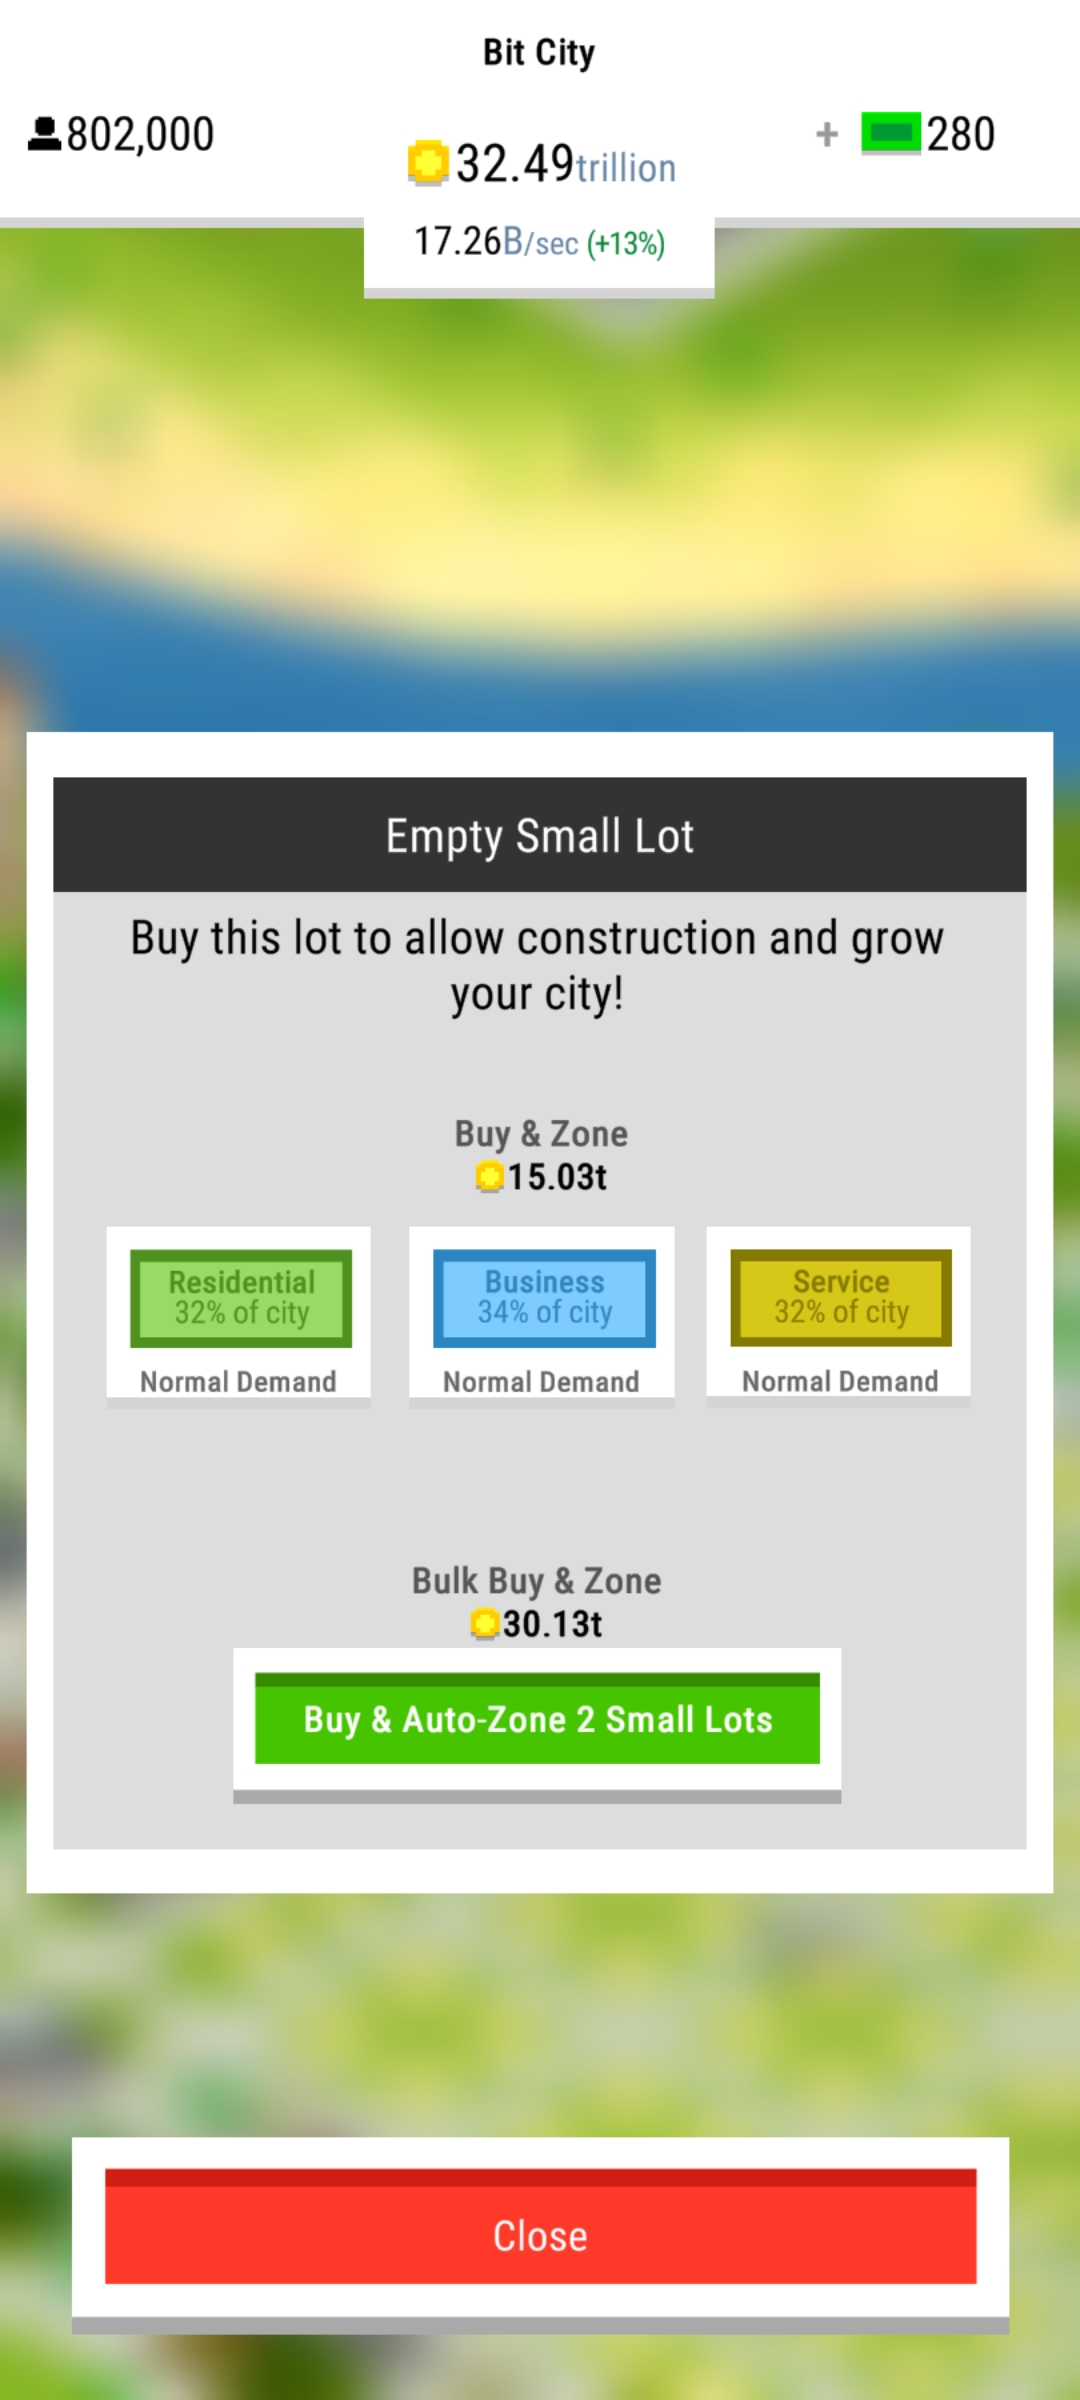 Bit City
802,000
32.49trillion
+ 280
17.26B/sec (+13%)
Empty Small Lot
Buy this lot to allow construction and grow
your city!
Buy & Zone
15.03t
Residential
32% of city
Normal Demand
Business
34% of city
Normal Demand
Service
32% of city
Normal Demand
Bulk Buy & Zone
30.13t
Buy & Auto-Zone 2 Small Lots
Close